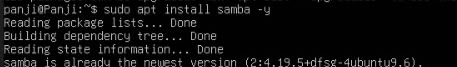 panji@Panji:~$ sudo apt install samba -y
Reading package lists... Done
Building dependency tree... Done
Reading state information... Done
samba is already the newest version (2:4.19.5+dfsg-4ubuntu9.6).